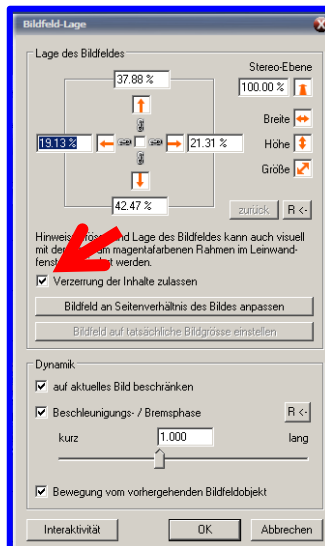 Bildfeld-Lage
Lage des Bildfeldes
37.88 %
Stereo-Ebene
100.00 %
Breite
19.13 %
21.31 %
Höhe
Größe
42.47 %
zurück
R <-
Hinweis und Lage des Bildfeldes kann auch visuell
mit magentafarbenen Rahmen im Leinwand-
werden.
Verzerrung der Inhalte zulassen
Bildfeld an Seitenverhältnis des Bildes anpassen
Bildfeld auf tatsächliche Bildgrösse einstellen
Dynamik
auf aktuelles Bild beschränken
Beschleunigungs- / Bremsphase
R <-
kurz
1.000
lang
Bewegung vom vorhergehenden Bildfeldobjekt
Interaktivität
OK
Abbrechen